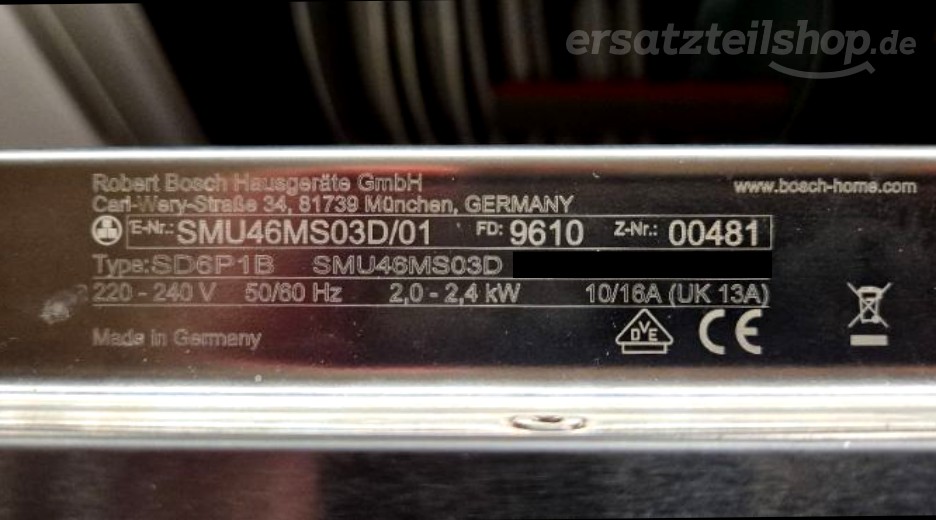 ersatzteilshop.de
Robert Bosch Hausgeräte GmbH www.bosch-home.com
Carl-Wery-Straße 34, 81739 München, GERMANY
E-Nr.: SMU46MS03D/01 FD: 9610 Z-Nr.: 00481
Type: SD6P1B SMU46MS03D
220 - 240 V 50/60 Hz 2,0 - 2,4 kW 10/16A (UK 13A)
DVE CE
Made in Germany